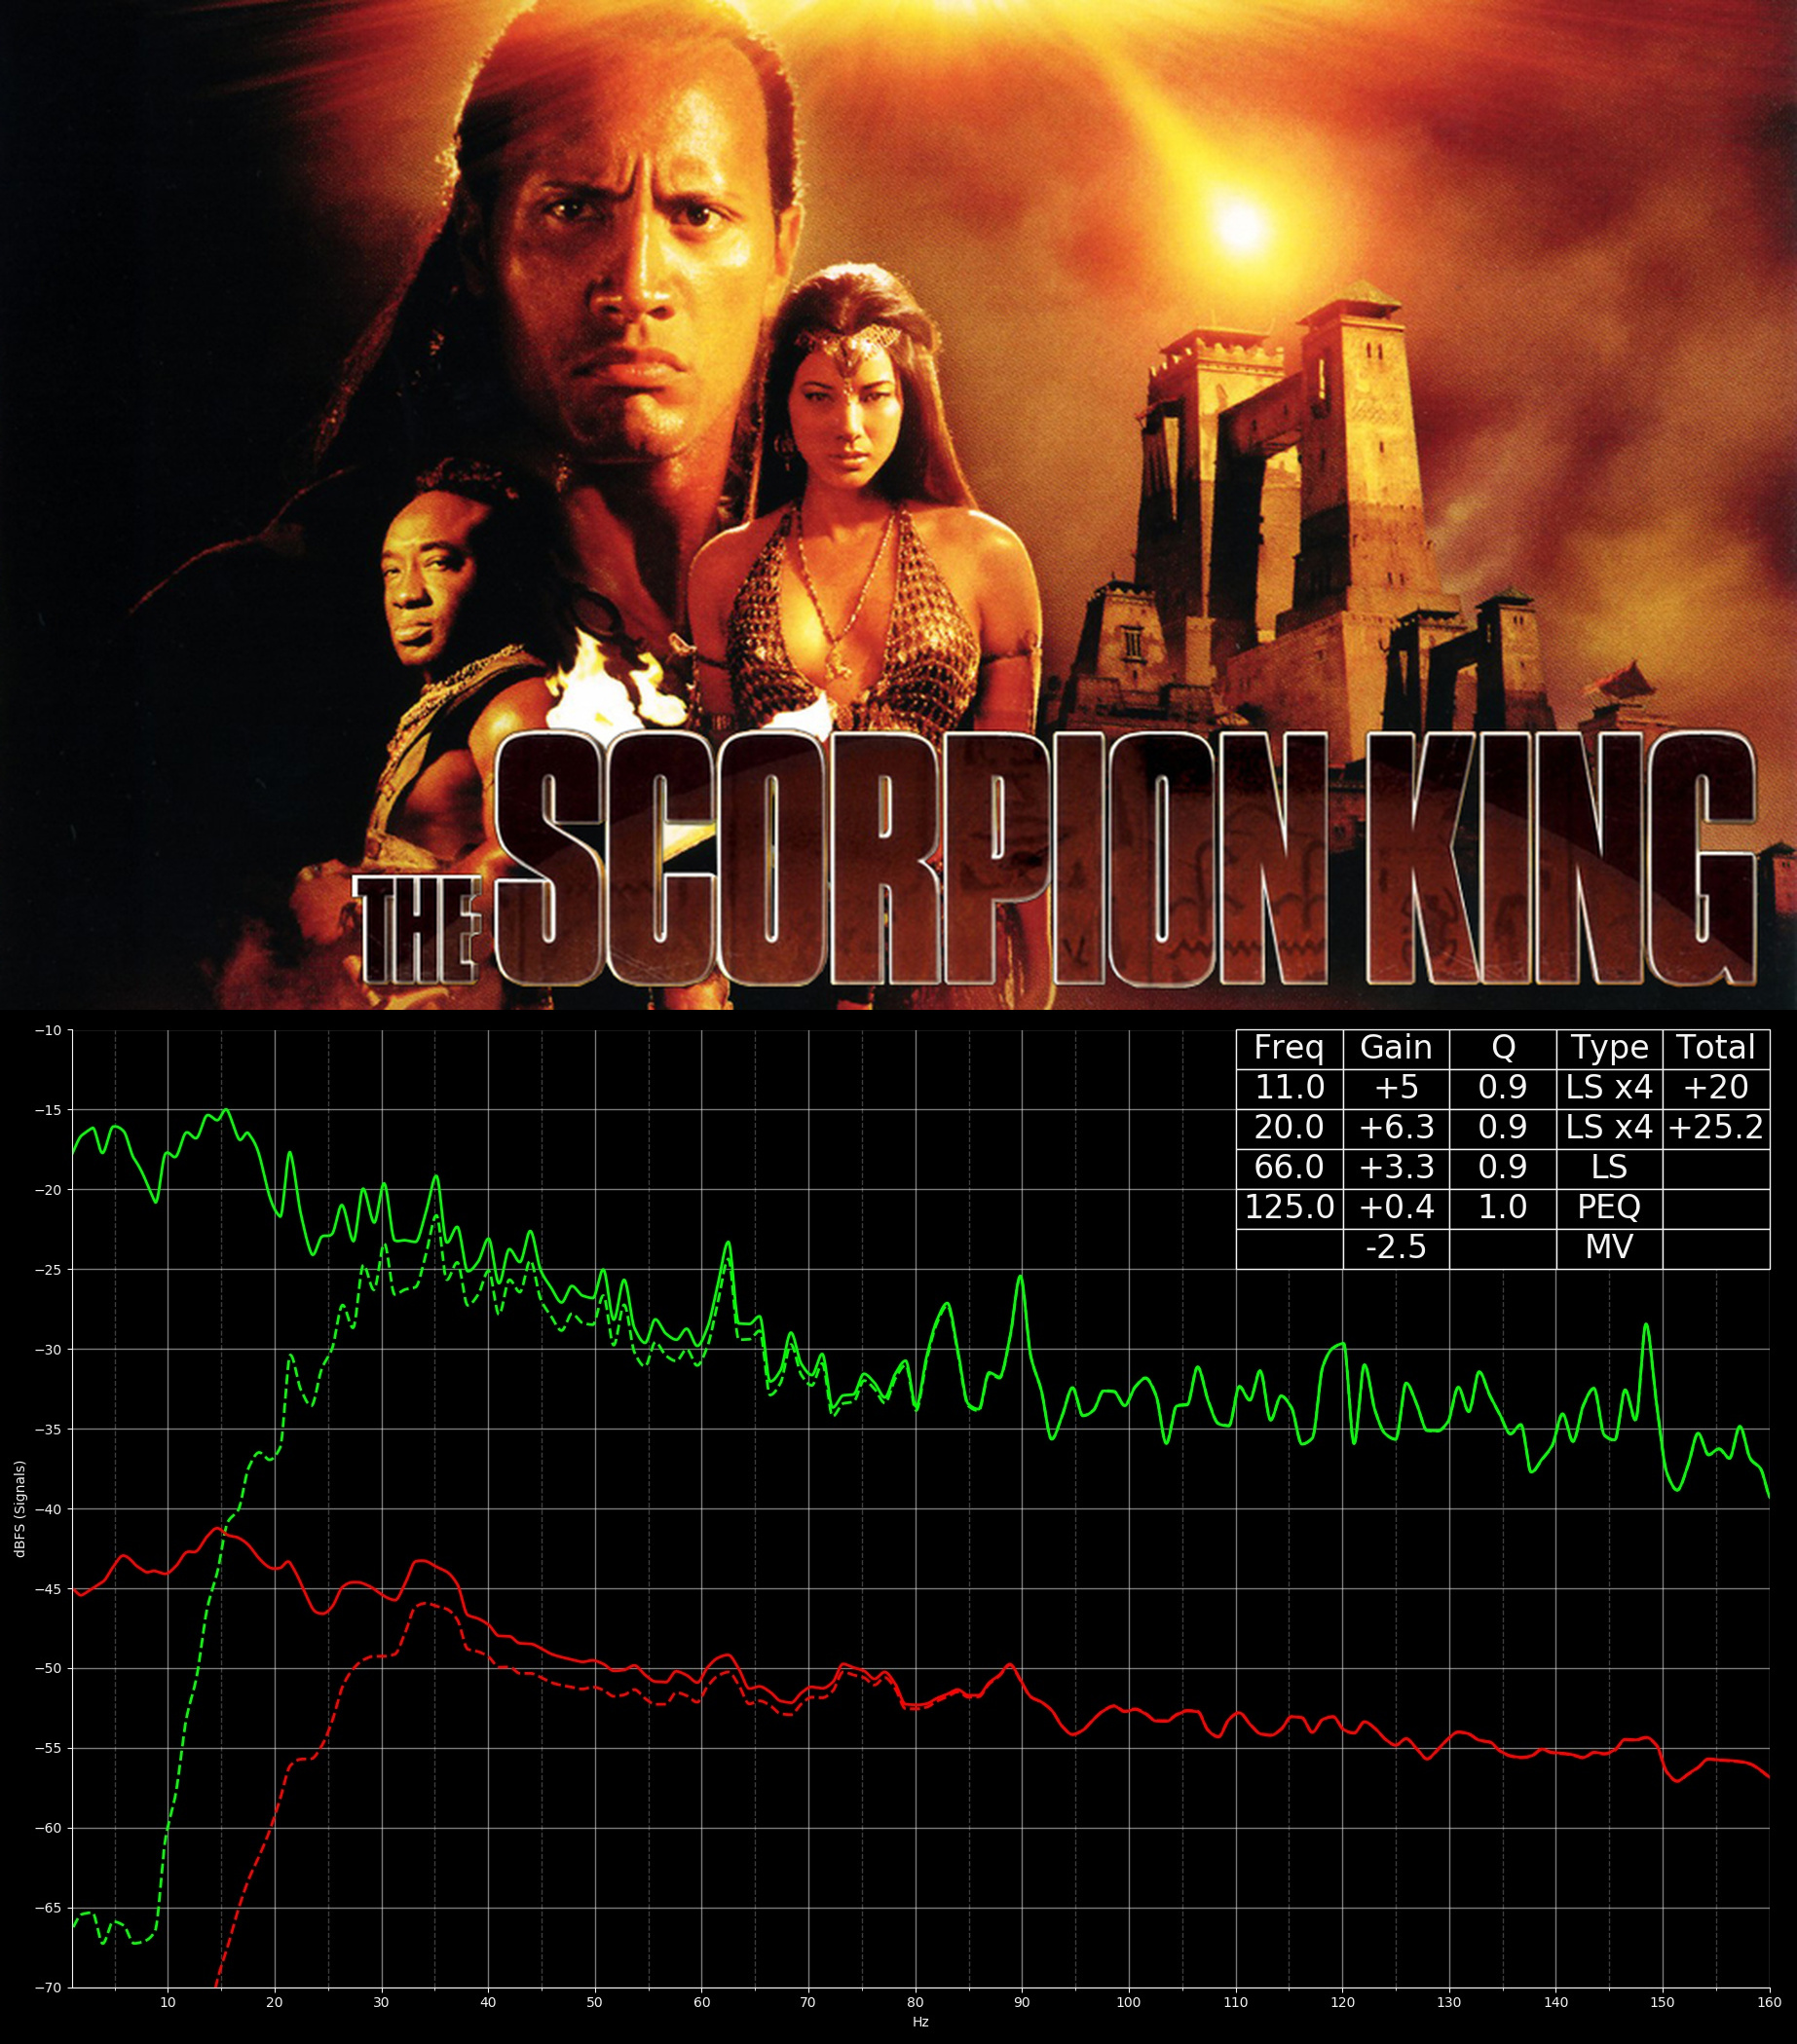 THE SCORPION KING
Freq Gain Q Type Total
11.0 +5 0.9 LS x4 +20
20.0 +6.3 0.9 LS x4 +25.2
66.0 +3.3 0.9 LS
125.0 +0.4 1.0 PEQ
-2.5 MV
−10
−15
−20
−25
−30
−35
−40
−45
−50
−55
−60
−65
−70
dBFS (Signals)
10 20 30 40 50 60 70 80 90 100 110 120 130 140 150 160
Hz